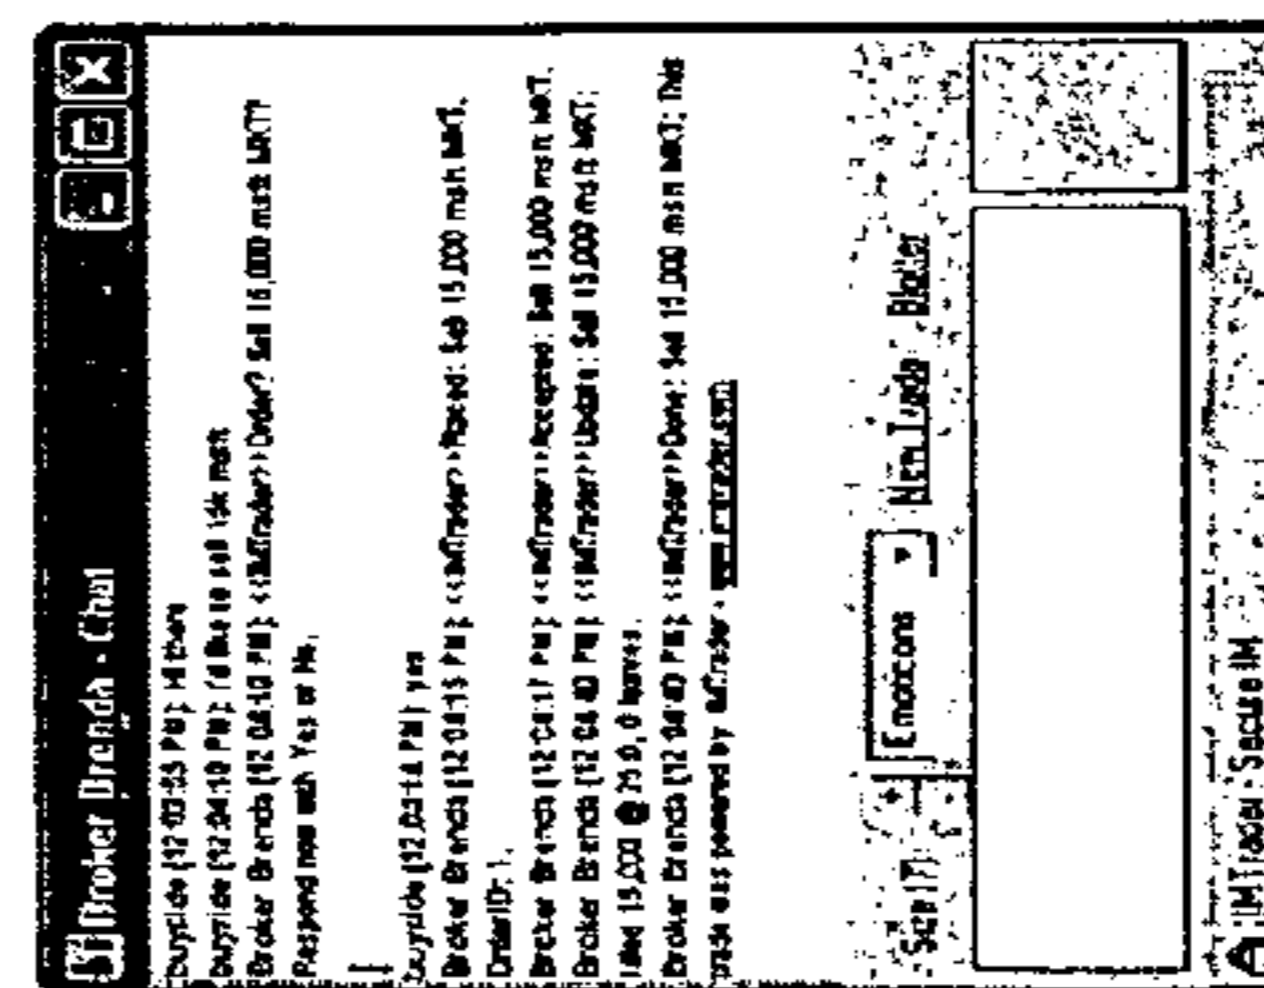 Broker Brenda - Chat
buyside (12:03:55 PM): Hi there
buyside (12:04:10 PM): I'd like to sell 15k msft
Broker Brenda (12:04:10 PM): <<IMTrader>>Order? Sell 15,000 msft MKT?
Respond now with Yes or No.
buyside (12:04:14 PM): yes
Broker Brenda (12:04:15 PM): <<IMTrader>>Placed: Sell 15,000 msft MKT,
OrderID: 1.
Broker Brenda (12:04:17 PM): <<IMTrader>>Accepted: Sell 15,000 msft MKT.
Broker Brenda (12:04:40 PM): <<IMTrader>>Update: Sell 15,000 msft MKT;
15,000 @ 0 leaves.
Broker Brenda (12:04:40 PM): <<IMTrader>>Done: Sell 15,000 msft MKT; This
trade was powered by IMTrader -
Emoticons
New Trade Blotter
IMTrader - Secure IM